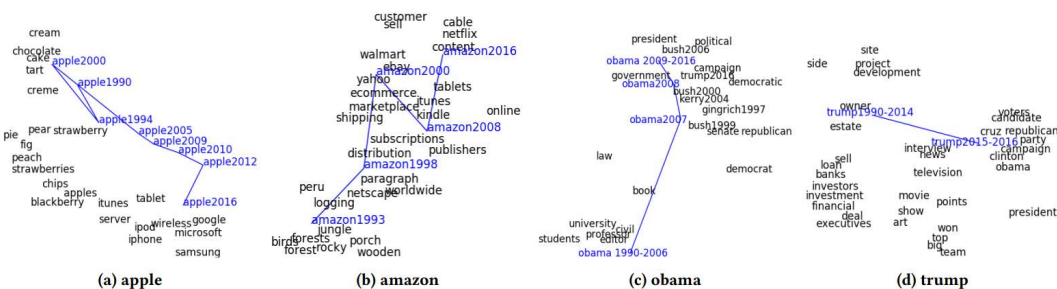 cream
chocolate
cake
apple2000
tart
apple1990
creme
apple1994
pear
strawberry
apple2005
pie
fig
apple2009
apple2010
peach
strawberries
apple2012
chips
apples
blackberry
itunes
tablet
apple2016
server
google
ipod
wireless
microsoft
iphone
samsung
(a) apple
customer
sell
cable
netflix
content
amazon2016
walmart
ebay
amazon2000
yahoo
tablets
ecommerce
itunes
marketplace
kindle
online
shipping
amazon2008
subscriptions
distribution
publishers
amazon1998
paragraph
peru
netscape
worldwide
logging
amazon1993
jungle
birds
forests
porch
forest
rocky
wooden
(b) amazon
president
political
bush2006
obama 2009-2016
campaign
government
trump2016
obama2008
democratic
bush2000
kerry2004
gingrich1997
obama2007
bush1999
senate
republican
law
democrat
book
university
civil
professor
students
editor
obama 1990-2006
(c) obama
site
side
project
development
owner
trump1990-2014
voters
candidate
estate
cruz
republican
trump2015-2016
party
interview
campaign
sell
news
clinton
loan
obama
banks
television
investors
investment
movie
points
financial
deal
show
president
executives
art
won
top
big
team
(d) trump